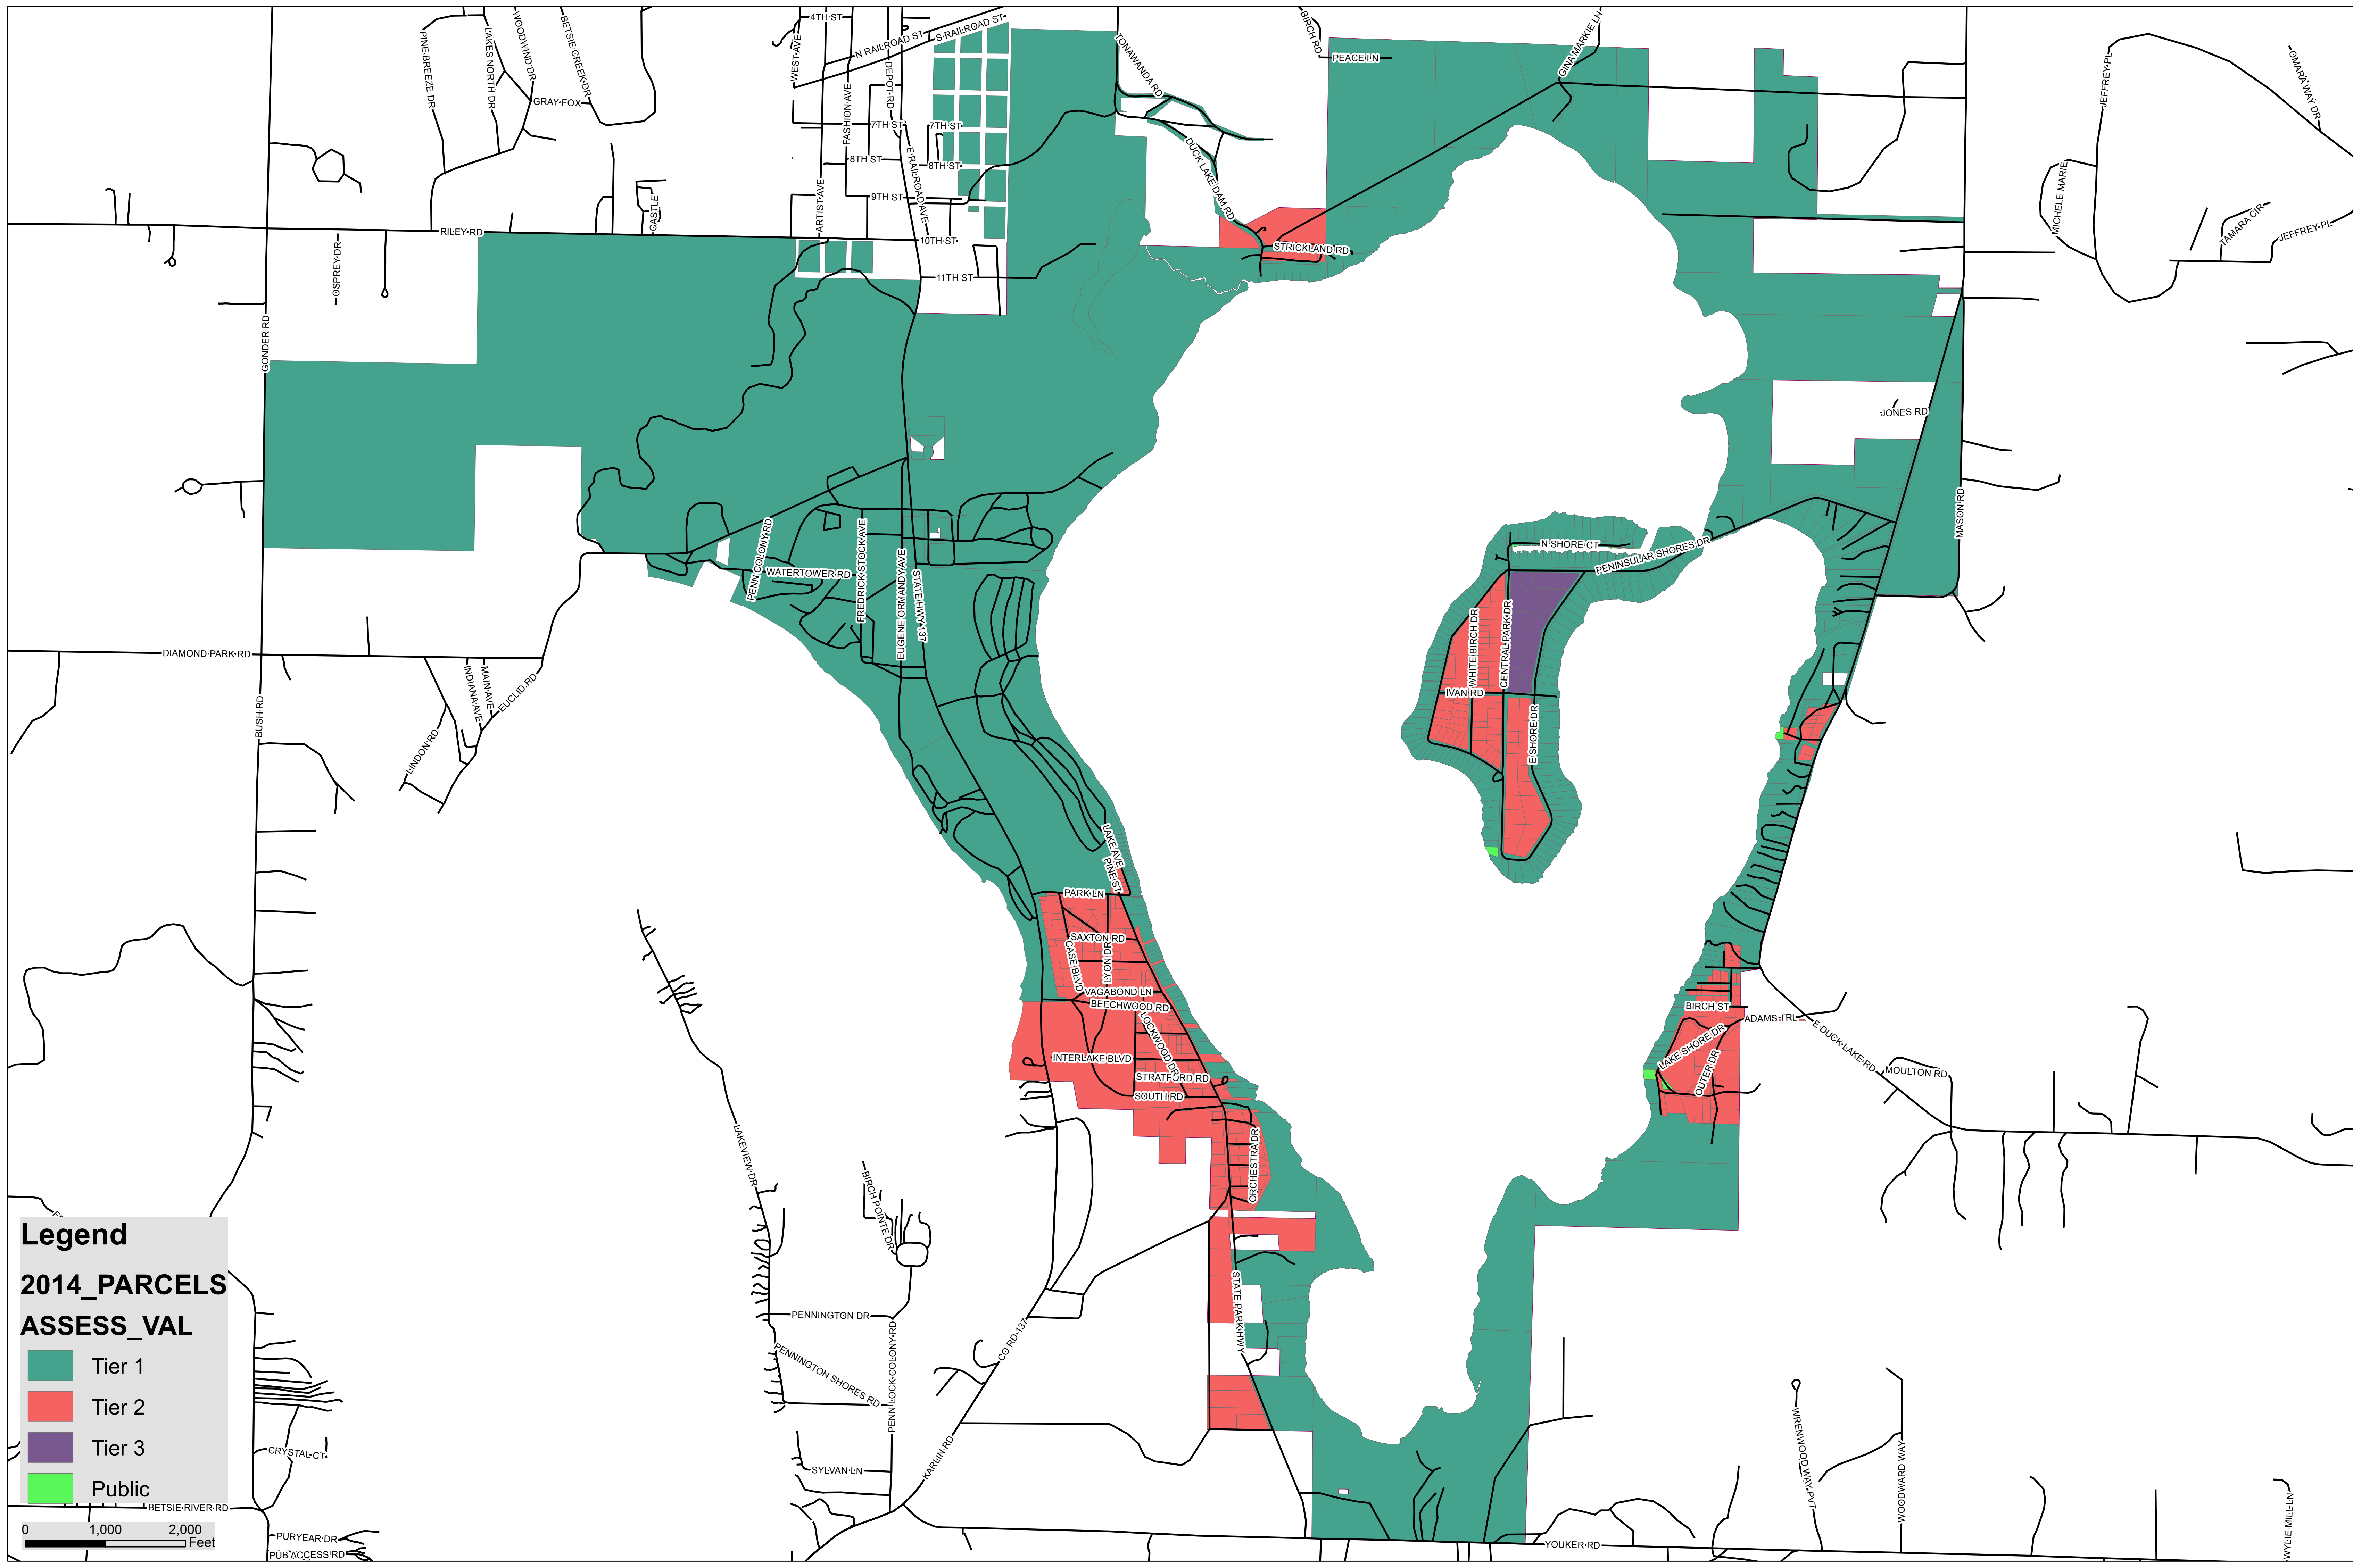 4TH ST
PINE BREEZE DR
LAKES NORTH DR
WOODWIND DR
BETSIE CREEK DR
GRAY FOX
WEST AVE
N RAILROAD ST
S RAILROAD ST
DEPOT RD
FASHION AVE
7TH ST
7TH ST
8TH ST
8TH ST
E RAILROAD AVE
9TH ST
ARTIST AVE
CASTLE
RILEY RD
10TH ST
11TH ST
OSPREY DR
GONDER RD
TONAWANDA RD
DUCK LAKE DAM RD
BIRCH RD
PEACE LN
GINA MARKIE LN
STRICKLAND RD
JEFFREY PL
OMARA WAY DR
MICHELE MARIE
TAMARA CIR
JEFFREY PL
JONES RD
MASON RD
PENN COLONY RD
WATERTOWER RD
FREDRICK STOCK AVE
EUGENE ORMANDY AVE
STATE HWY 137
N SHORE CT
PENINSULAR SHORES DR
WHITE BIRCH DR
CENTRAL PARK DR
IVAN RD
E SHORE DR
DIAMOND PARK RD
BUSH RD
INDIANA AVE
MAIN AVE
EUCLID RD
LINDON RD
LAKE AVE
PINE ST
PARK LN
SAXTON RD
CASE BLVD
LYON DR
VAGABOND LN
BEECHWOOD RD
LOCKWOOD DR
INTERLAKE BLVD
STRATFORD RD
SOUTH RD
ORCHESTRA DR
BIRCH ST
ADAMS TRL
LAKE SHORE DR
OUTER DR
E DUCK LAKE RD
MOULTON RD
LAKEVIEW DR
BIRCH POINTE DR
PENNINGTON DR
PENNINGTON SHORES RD
PENN LOCK COLONY RD
CO RD 137
STATE PARK HWY
KARLIN RD
SYLVAN LN
WRENWOOD WAY PVT
WOODWARD WAY
WYLIE MILL LN
YOUKER RD
Legend
2014_PARCELS
ASSESS_VAL
Tier 1
Tier 2
Tier 3
Public
CRYSTAL CT
BETSIE RIVER RD
0 1,000 2,000
Feet
PURYEAR DR
PUB ACCESS RD